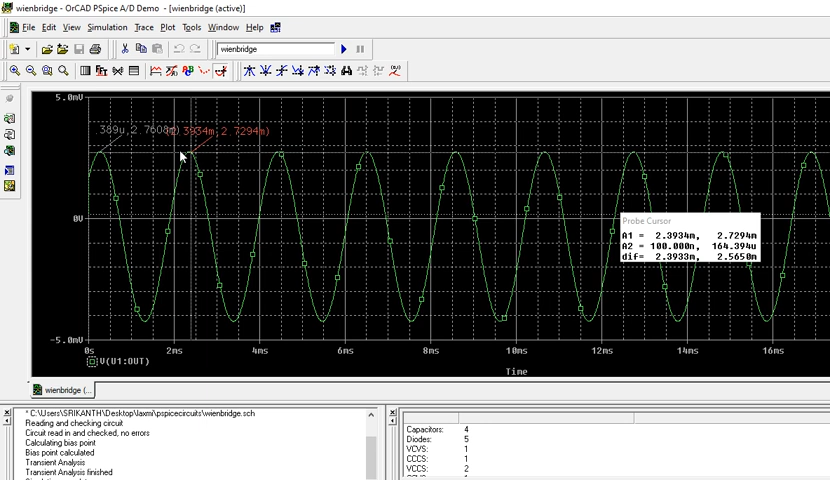 wienbridge - OrCAD PSpice A/D Demo - [wienbridge (active)]
File Edit View Simulation Trace Plot Tools Window Help
wienbridge
5.0mV
389u,2.7608
3934m,2.7294)
0V
Probe Cursor
A1 = 2.3934m, 2.7294m
A2 = 100.000n, 164.394u
dif= 2.3933m, 2.5650m
-5.0mV
0s 2ms 4ms 6ms 8ms 10ms 12ms 14ms 16ms
V(U1:OUT)
Time
wienbridge (...
* C:\Users\SRIKANTH\Desktop\laxmi\pspicecircuits\wienbridge.sch
Reading and checking circuit
Circuit read in and checked, no errors
Calculating bias point
Bias point calculated
Transient Analysis
Transient Analysis finished
Capacitors: 4
Diodes: 5
VCVS: 1
CCCS: 1
VCCS: 2